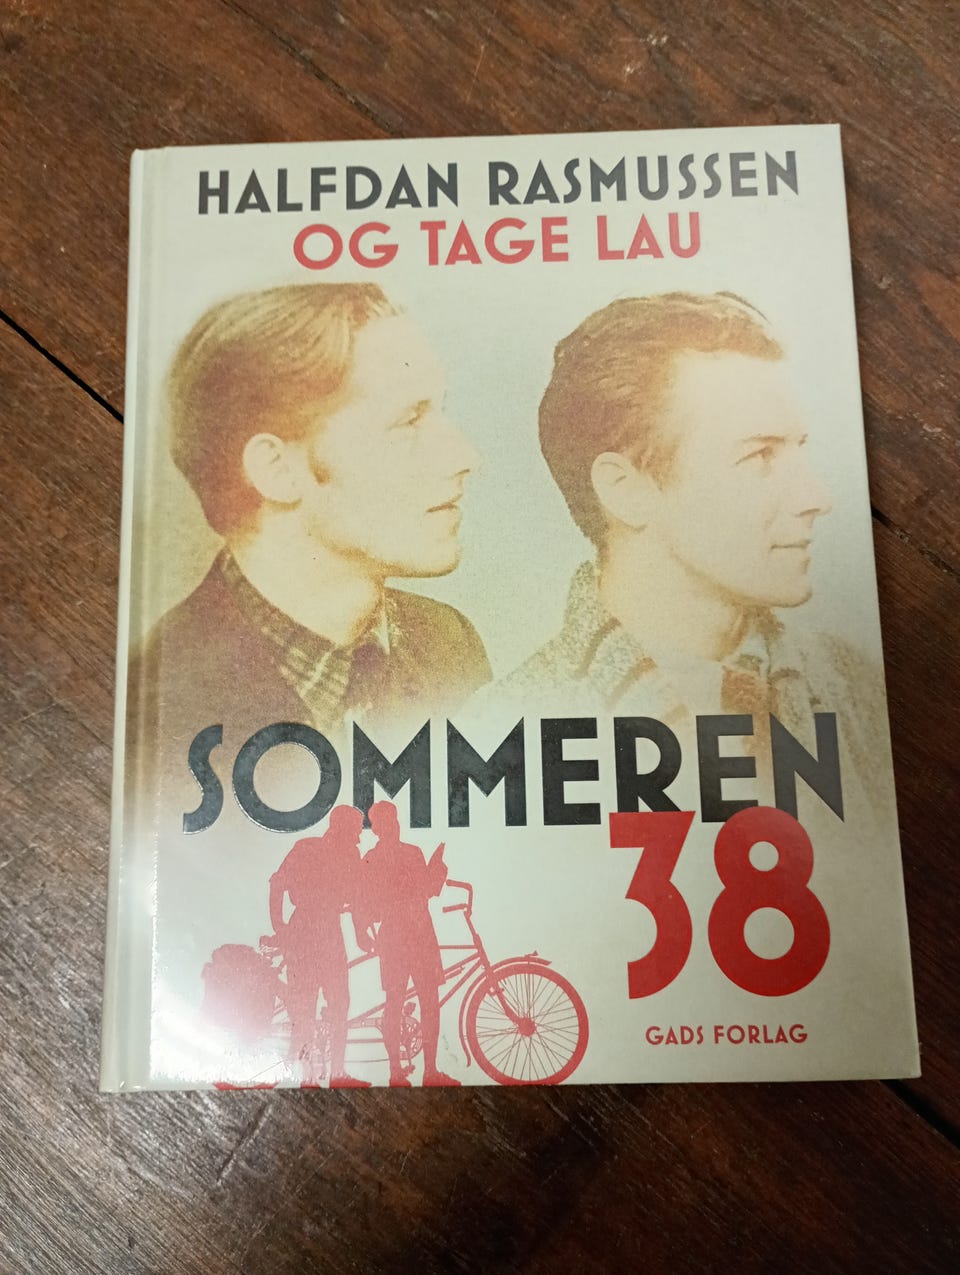 HALFDAN RASMUSSEN
OG TAGE LAU
SOMMEREN
38
GADS FORLAG